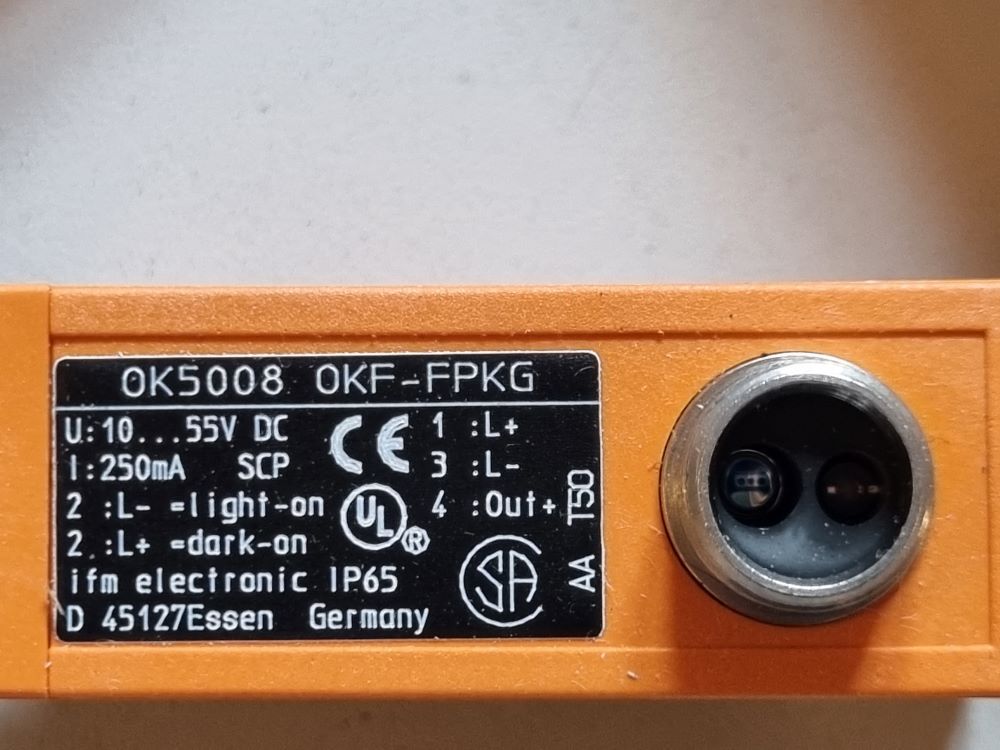 OK5008 OKF-FPKG
U:10...55V DC CE 1 :L+
I:250mA SCP 3 :L-
2 :L- =light-on UL® 4 :Out+
2.:L+ =dark-on
ifm electronic IP65 SA
D 45127Essen Germany
AA T50